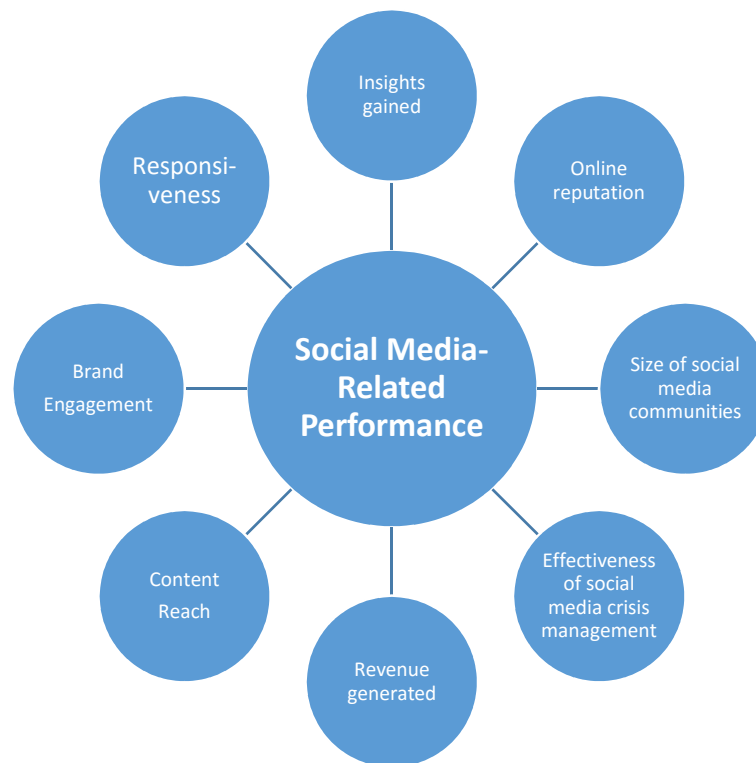 Insights
gained
Online
reputation
Size of social
media
communities
Effectiveness
of social
media crisis
management
Revenue
generated
Content
Reach
Brand
Engagement
Responsi-
veness
Social Media-
Related
Performance